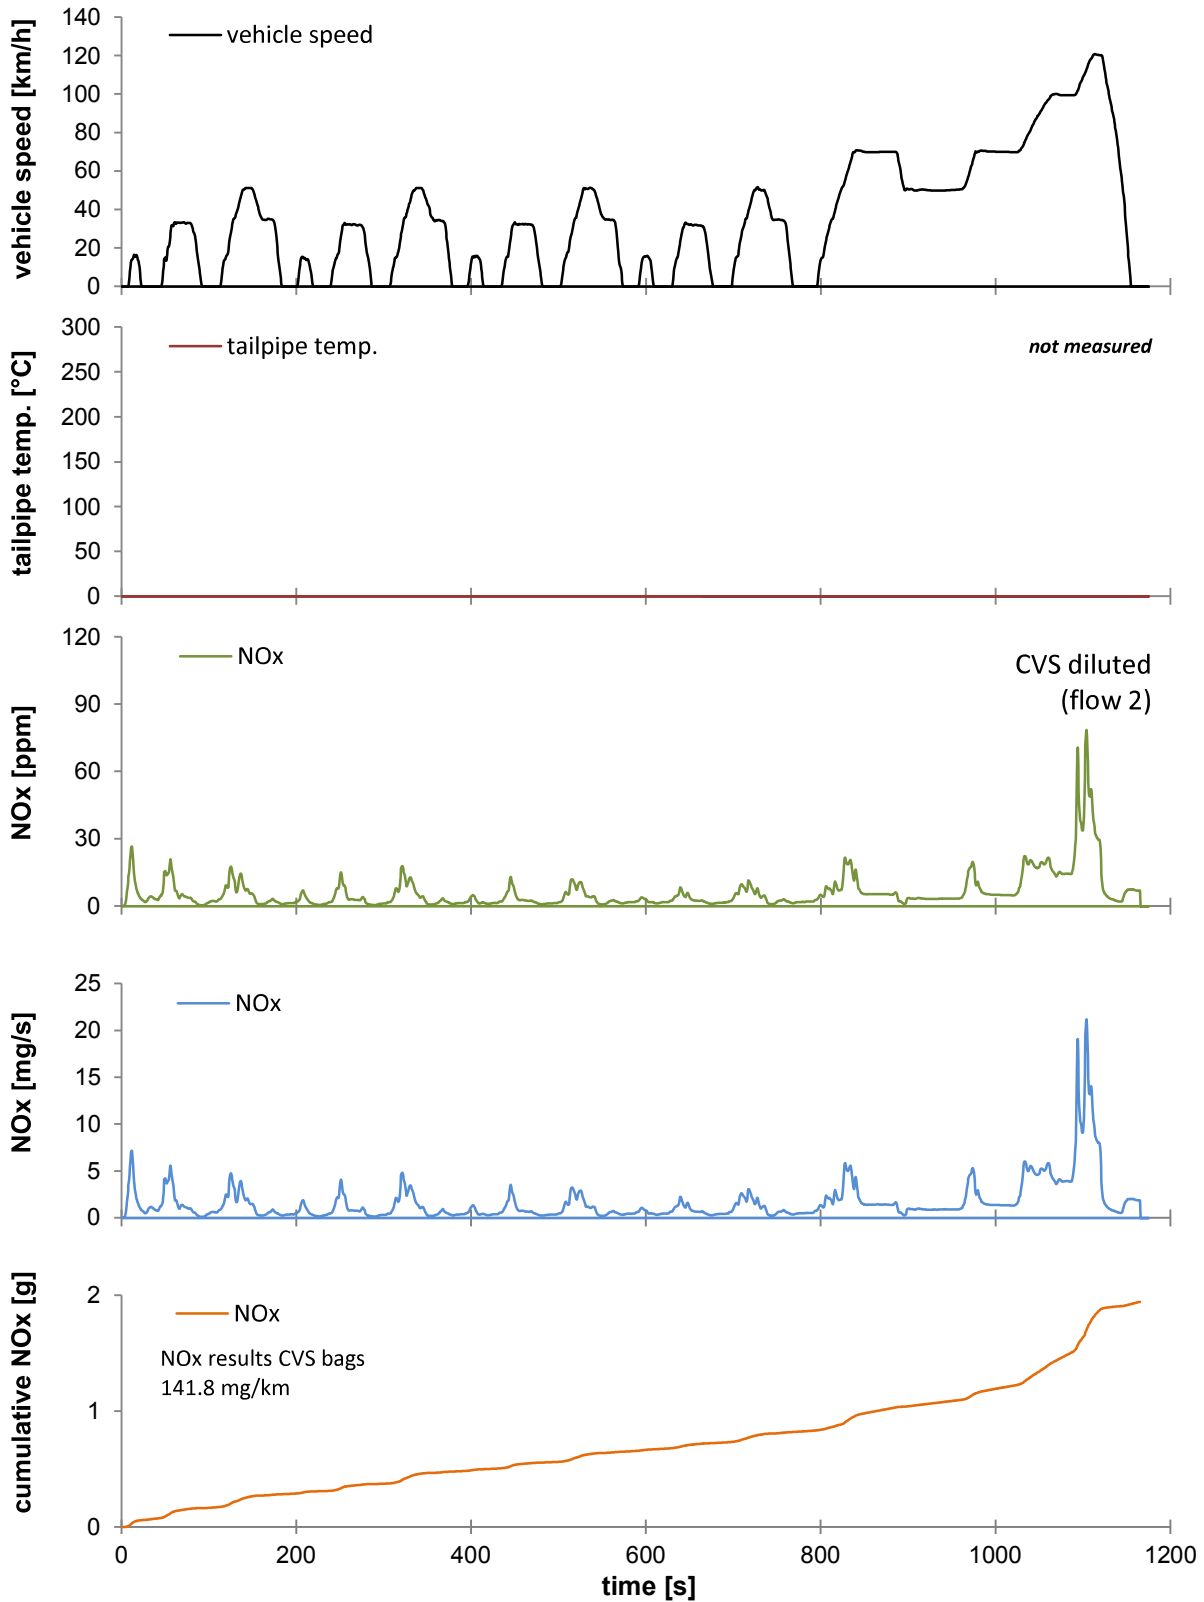 vehicle speed [km/h]
140
120
100
80
60
40
20
0
vehicle speed
tailpipe temp. [°C]
300
250
200
150
100
50
0
tailpipe temp.
not measured
NOx [ppm]
120
90
60
30
0
NOx
CVS diluted
(flow 2)
NOx [mg/s]
25
20
15
10
5
0
NOx
cumulative NOx [g]
2
1
0
NOx
NOx results CVS bags
141.8 mg/km
0 200 400 600 800 1000 1200
time [s]